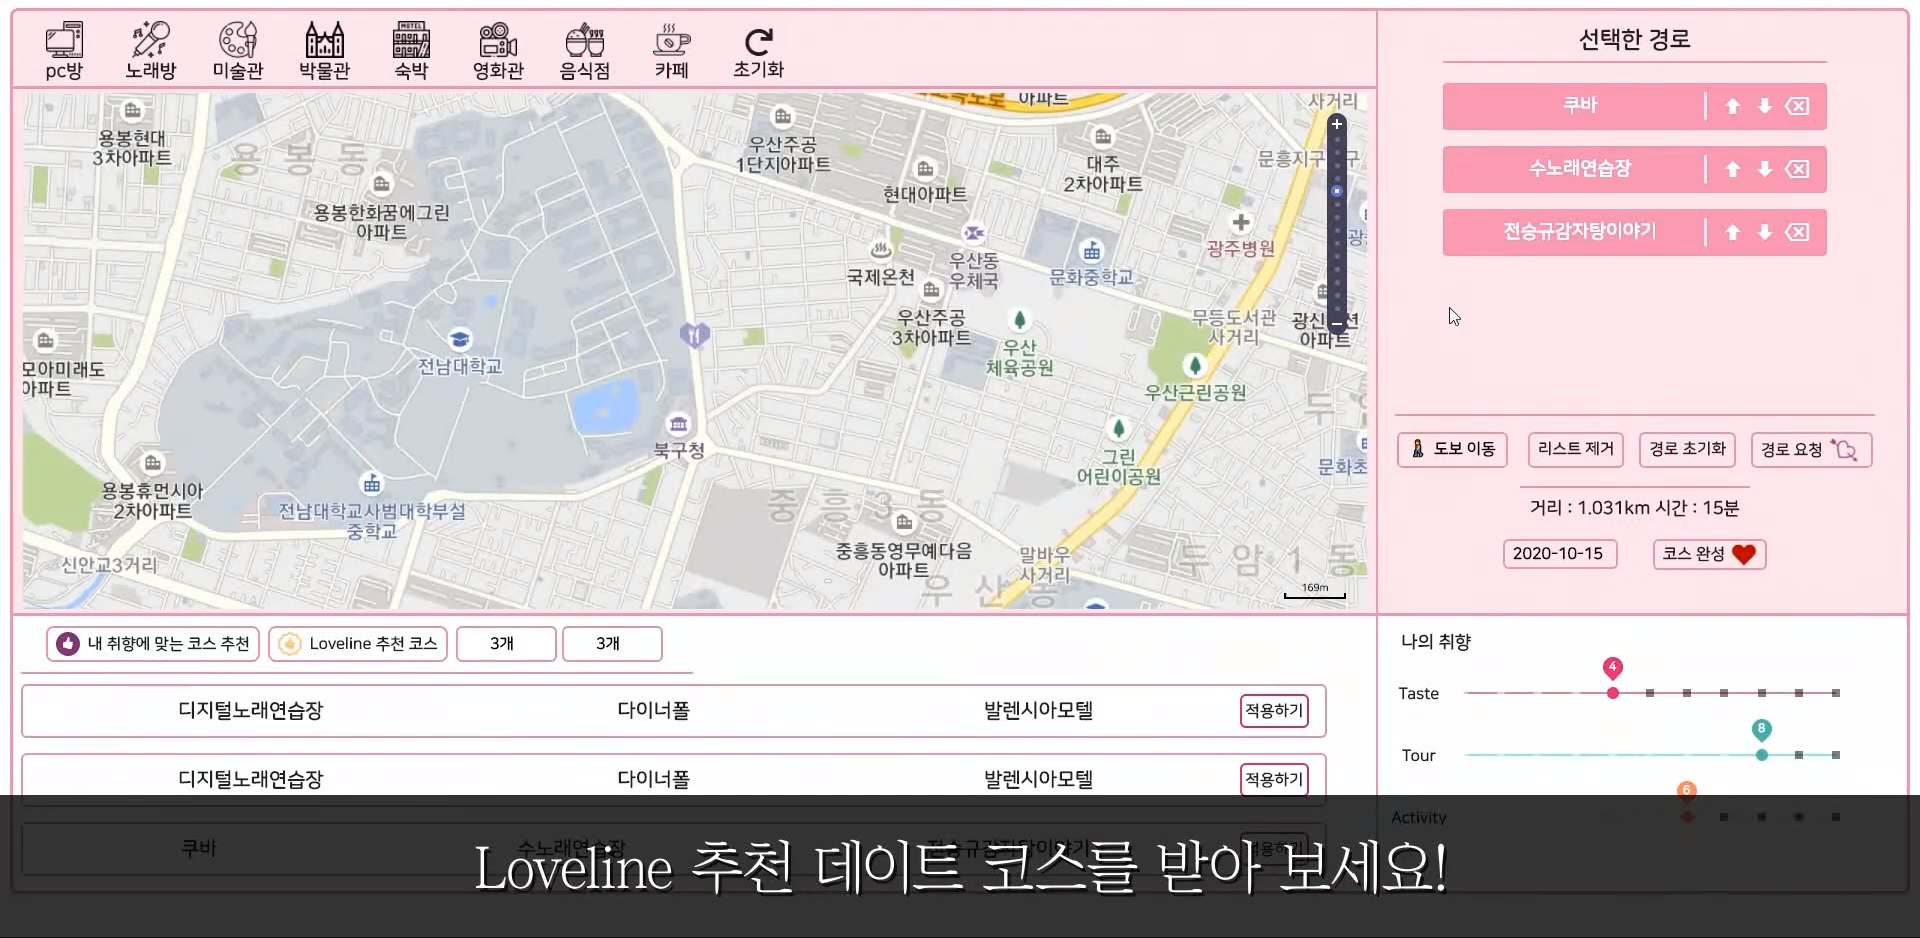 pc방
노래방
미술관
박물관
숙박
영화관
음식점
카페
초기화
선택한 경로
쿠바
수노래연습장
전승규감자탕이야기
용봉현대
3차아파트
용봉동
용봉한화꿈에그린
아파트
우산주공
1단지아파트
아파트
사거리
대주
2차아파트
현대아파트
문흥지구
국제온천
우산동
우체국
문화중학교
광주병원
우산주공
3차아파트
우산
체육공원
무등도서관
사거리
아파트
우산근린공원
모아미래도
아파트
전남대학교
북구청
그린
어린이공원
문화초
용봉휴먼시아
2차아파트
전남대학교사범대학부설
중학교
중흥3동
중흥동영무예다음
아파트
말바우
사거리
두암1동
우산동
신안교3거리
169m
도보 이동
리스트 제거
경로 초기화
경로 요청
거리 : 1.031km 시간 : 15분
2020-10-15
코스 완성
내 취향에 맞는 코스 추천
Loveline 추천 코스
3개
3개
디지털노래연습장 다이너폴 발렌시아모텔 적용하기
디지털노래연습장 다이너폴 발렌시아모텔 적용하기
쿠바 수노래연습장 전승규감자탕이야기 적용하기
나의 취향
4
Taste
8
Tour
6
Activity
Loveline 추천 데이트 코스를 받아 보세요!